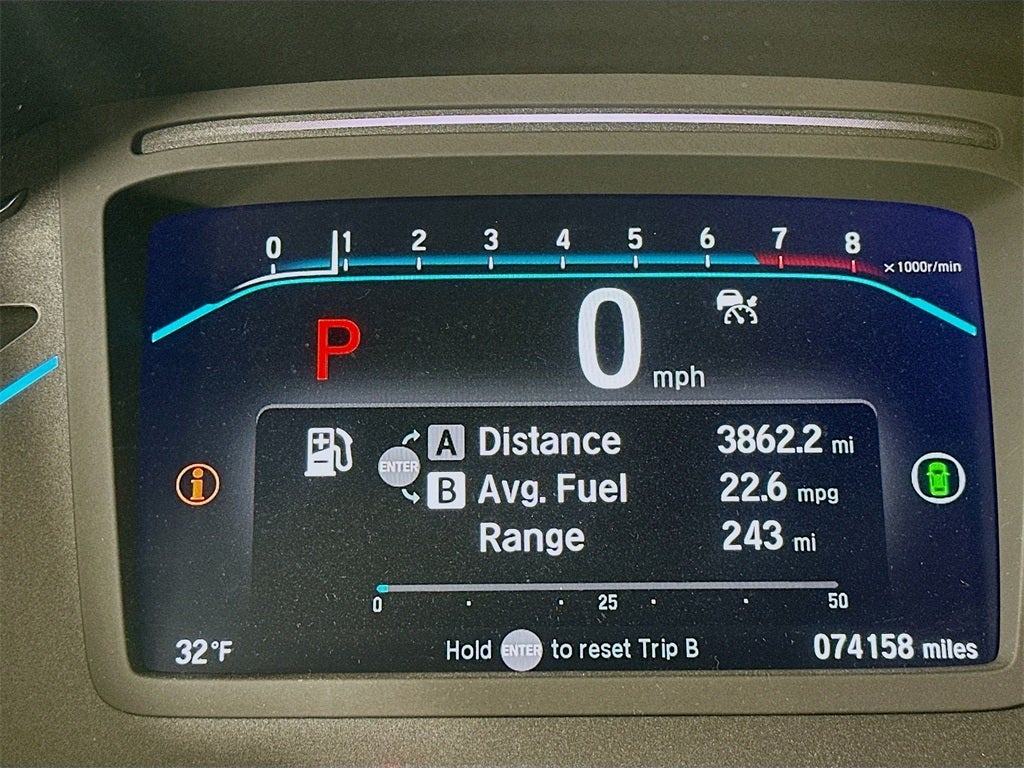 0 1 2 3 4 5 6 7 8
x1000r/min
P 0 mph
A Distance 3862.2 mi
ENTER
B Avg. Fuel 22.6 mpg
Range 243 mi
0 25 50
32°F Hold ENTER to reset Trip B 074158 miles